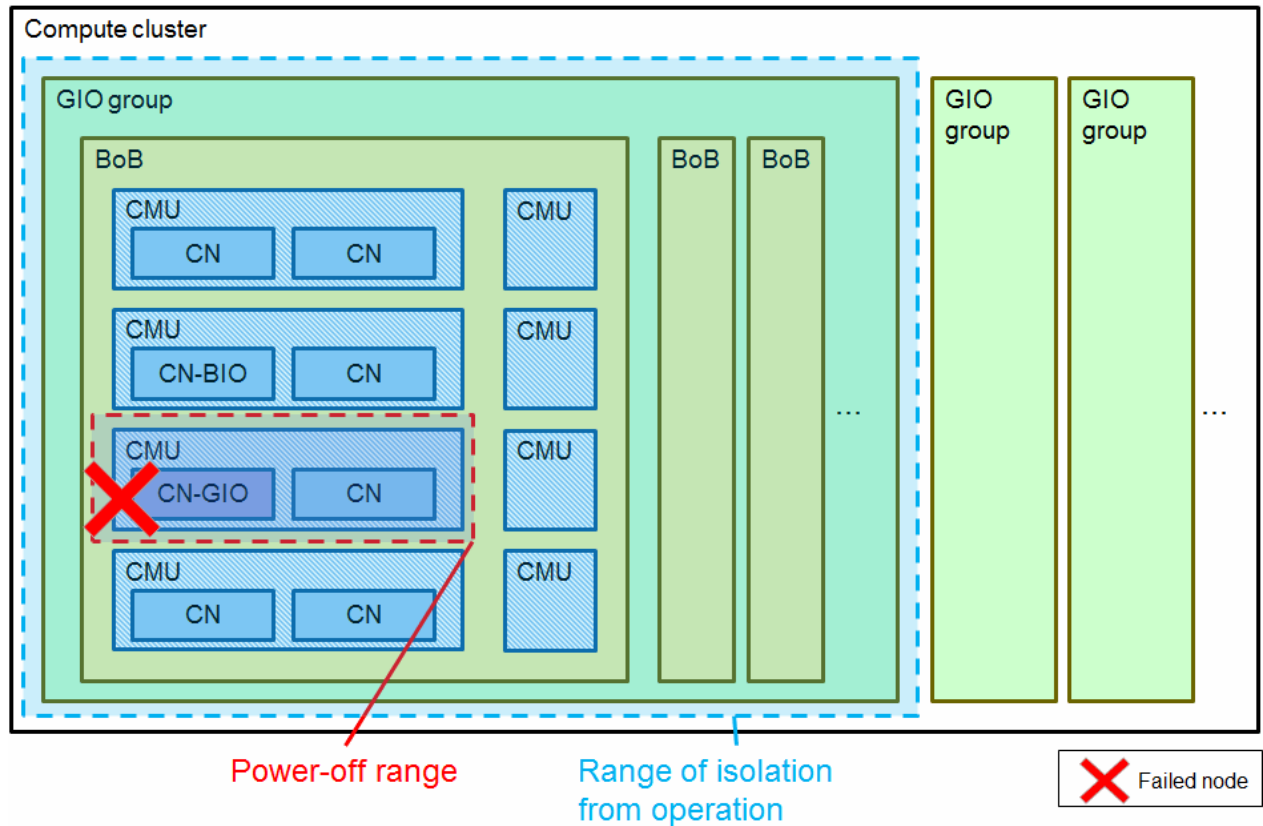 Compute cluster
GIO group
GIO
group
GIO
group
BoB
BoB
BoB
CMU
CN
CN
CMU
CMU
CN-BIO
CN
CMU
CMU
CN-GIO
CN
CMU
CMU
CN
CN
CMU
...
...
Power-off range
Range of isolation
from operation
Failed node